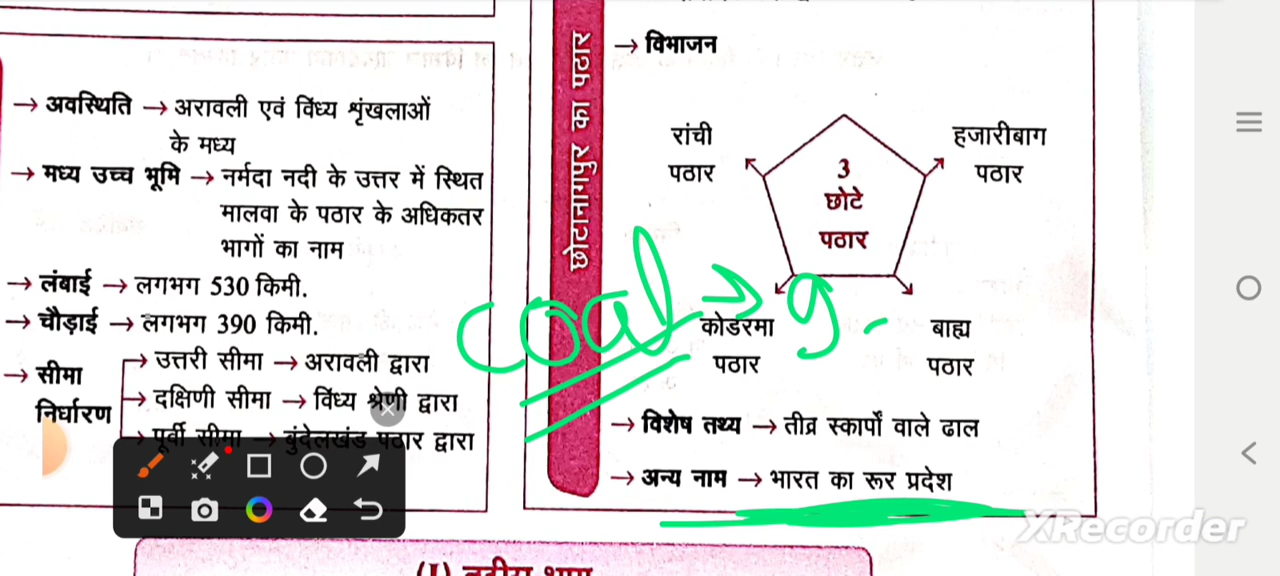 → अवस्थिति → अरावली एवं विंध्य शृंखलाओं
के मध्य
→ मध्य उच्च भूमि → नर्मदा नदी के उत्तर में स्थित
मालवा के पठार के अधिकतर
भागों का नाम
→ लंबाई → लगभग 530 किमी.
→ चौड़ाई → लगभग 390 किमी.
→ सीमा
निर्धारण
→ उत्तरी सीमा → अरावली द्वारा
→ दक्षिणी सीमा → विंध्य श्रेणी द्वारा
→ पूर्वी सीमा → बुंदेलखंड पठार द्वारा
छोटानागपुर का पठार
→ विभाजन
रांची
पठार
हजारीबाग
पठार
3
छोटे
पठार
coal → g.
कोडरमा
पठार
बाह्य
पठार
→ विशेष तथ्य → तीव्र स्कार्पों वाले ढाल
→ अन्य नाम → भारत का रूर प्रदेश
XRecorder